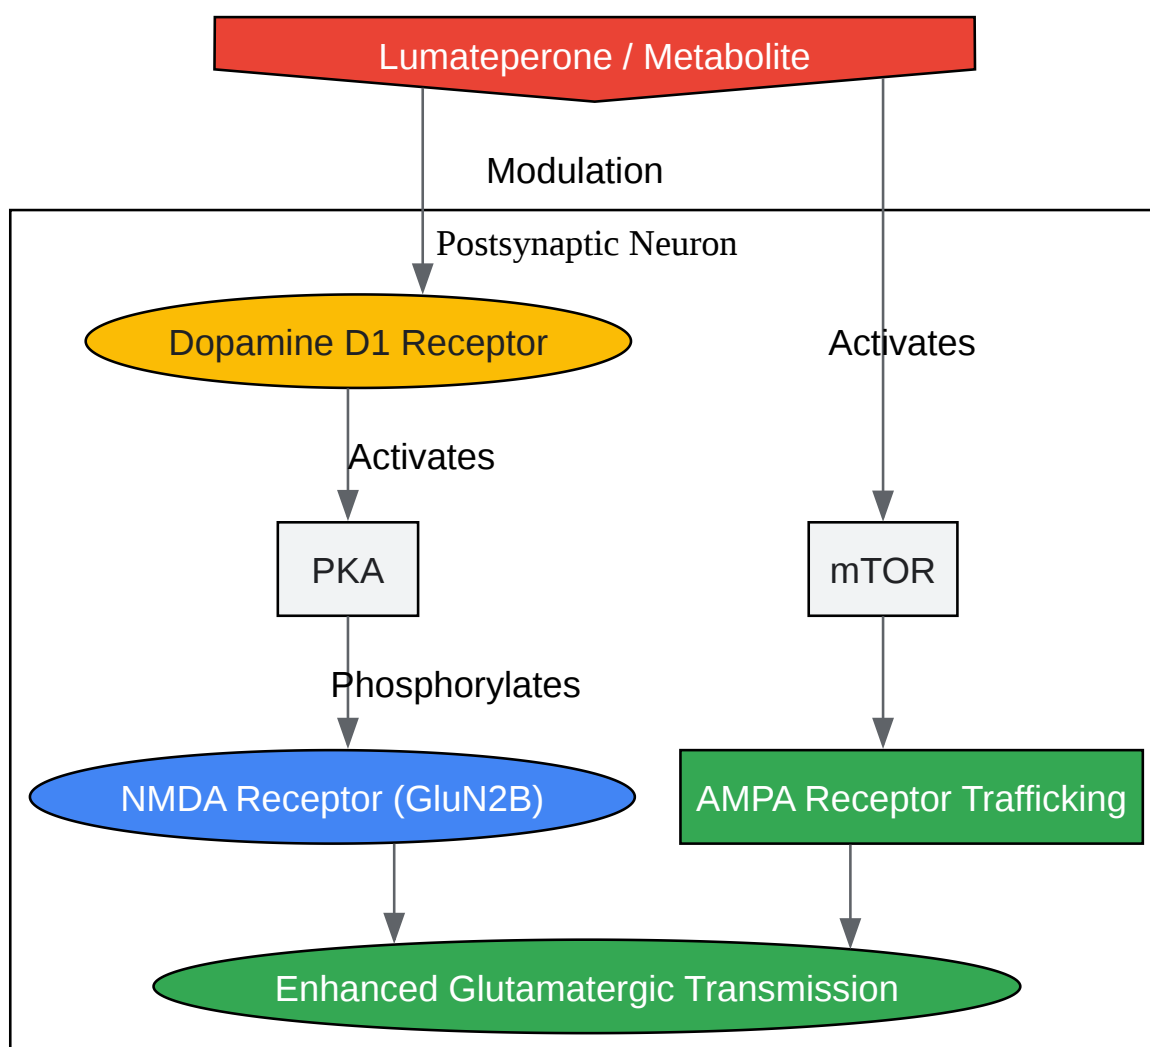 Lumateperone / Metabolite
Modulation
Postsynaptic Neuron
Dopamine D1 Receptor
Activates
Activates
PKA
mTOR
Phosphorylates
NMDA Receptor (GluN2B)
AMPA Receptor Trafficking
Enhanced Glutamatergic Transmission